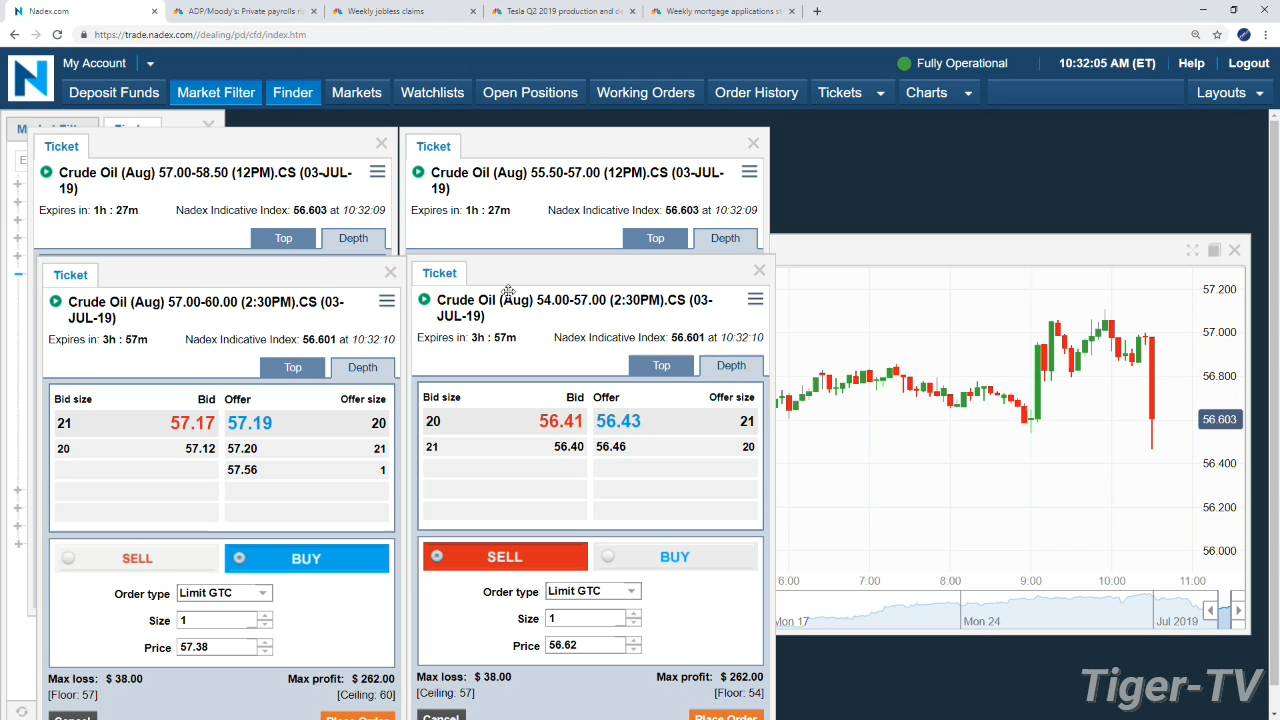 Nadex.com
ADP/Moody's: Private payrolls ri
Weekly jobless claims
Tesla Q2 2019 production and de
Weekly mortgage applications st
https://trade.nadex.com/dealing/pd/cfd/index.htm
N
My Account
Fully Operational
10:32:05 AM (ET)
Help
Logout
Deposit Funds
Market Filter
Finder
Markets
Watchlists
Open Positions
Working Orders
Order History
Tickets
Charts
Layouts
Ticket
Crude Oil (Aug) 57.00-58.50 (12PM).CS (03-JUL-
19)
Expires in: 1h : 27m
Nadex Indicative Index: 56.603 at 10:32:09
Top
Depth
Ticket
Crude Oil (Aug) 55.50-57.00 (12PM).CS (03-JUL-
19)
Expires in: 1h : 27m
Nadex Indicative Index: 56.603 at 10:32:09
Top
Depth
Ticket
Crude Oil (Aug) 57.00-60.00 (2:30PM).CS (03-
JUL-19)
Expires in: 3h : 57m
Nadex Indicative Index: 56.601 at 10:32:10
Top
Depth
Bid size Bid Offer Offer size
21 57.17 57.19 20
20 57.12 57.20 21
57.56 1
SELL
BUY
Order type Limit GTC
Size 1
Price 57.38
Max loss: $ 38.00
Max profit: $ 262.00
[Floor: 57]
[Ceiling: 60]
Cancel
Place Order
Ticket
Crude Oil (Aug) 54.00-57.00 (2:30PM).CS (03-
JUL-19)
Expires in: 3h : 57m
Nadex Indicative Index: 56.601 at 10:32:10
Top
Depth
Bid size Bid Offer Offer size
20 56.41 56.43 21
21 56.40 56.46 20
SELL
BUY
Order type Limit GTC
Size 1
Price 56.62
Max loss: $ 38.00
Max profit: $ 262.00
[Ceiling: 57]
[Floor: 54]
Cancel
Place Order
57.200
57.000
56.800
56.603
56.400
56.200
56.000
6:00 7:00 8:00 9:00 10:00 11:00
Mon 17
Mon 24
Jul 2019
Tiger-TV